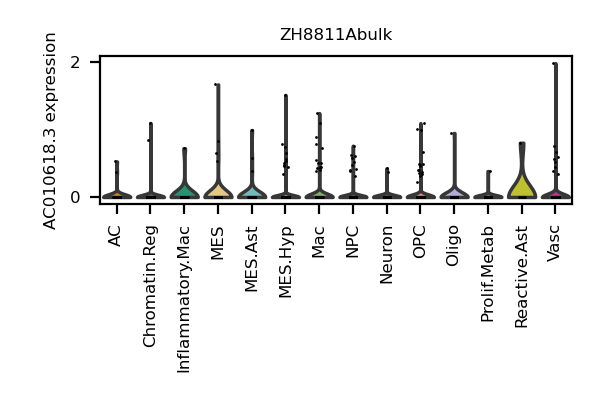 ZH8811Abulk
AC010618.3 expression
2
0
AC
Chromatin.Reg
Inflammatory.Mac
MES
MES.Ast
MES.Hyp
Mac
NPC
Neuron
OPC
Oligo
Prolif.Metab
Reactive.Ast
Vasc